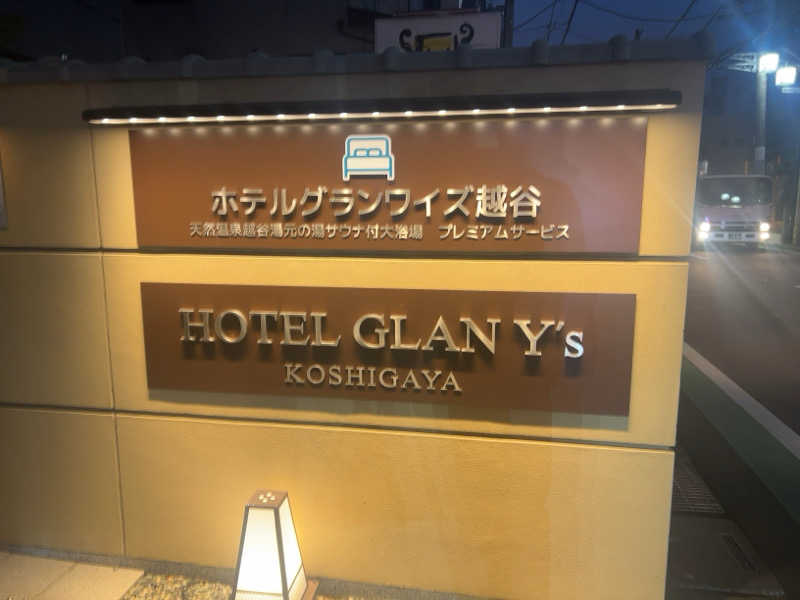 ホテルグランワイズ越谷
天然温泉越谷湯元の湯サウナ付大浴場 プレミアムサービス
HOTEL GLAN Y's
KOSHIGAYA